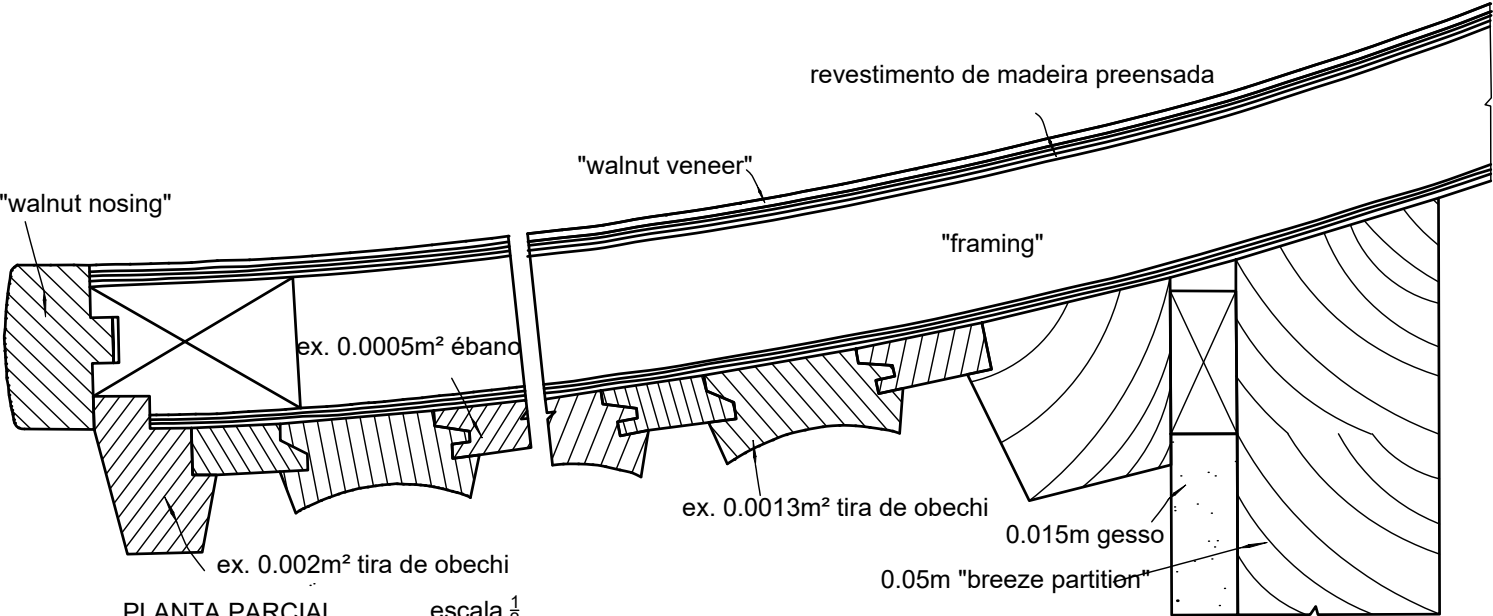 revestimento de madeira preensada
"walnut veneer"
"walnut nosing"
"framing"
ex. 0.0005m² ébano
ex. 0.0013m² tira de obechi
0.015m gesso
ex. 0.002m² tira de obechi
0.05m "breeze partition"
PLANTA PARCIAL escala